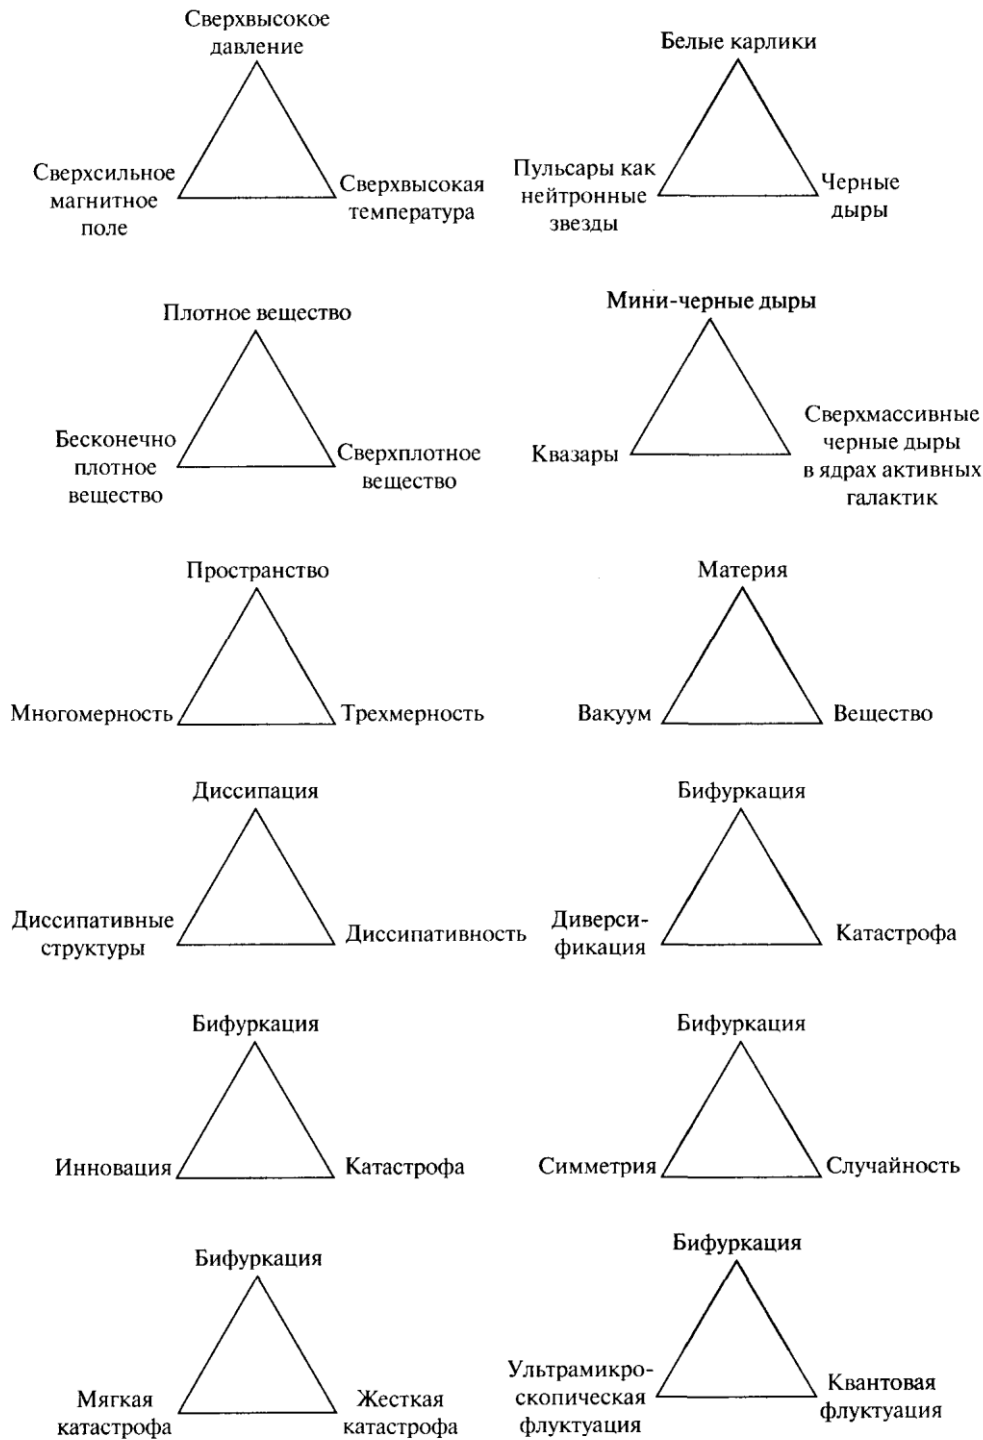 Сверхвысокое
давление
Сверхсильное
магнитное
поле
Сверхвысокая
температура
Белые карлики
Пульсары как
нейтронные
звезды
Черные
дыры
Плотное вещество
Бесконечно
плотное
вещество
Сверхплотное
вещество
Мини-черные дыры
Квазары
Сверхмассивные
черные дыры
в ядрах активных
галактик
Пространство
Многомерность
Трехмерность
Материя
Вакуум
Вещество
Диссипация
Диссипативные
структуры
Диссипативность
Бифуркация
Диверси-
фикация
Катастрофа
Бифуркация
Инновация
Катастрофа
Бифуркация
Симметрия
Случайность
Бифуркация
Мягкая
катастрофа
Жесткая
катастрофа
Бифуркация
Ультрамикро-
скопическая
флуктуация
Квантовая
флуктуация